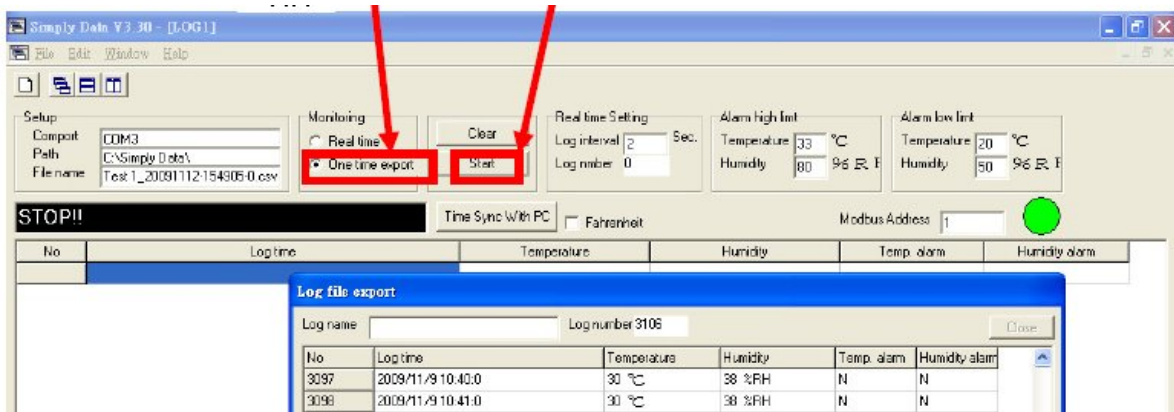 Simply Data V3.30 - [LOG1]
File Edit Window Help
Setup
Comport COM3
Path C:\Simply Data\
File name Test 1_20091112-154905-0.csv
Monitoring
Real time
One time export
Clear
Start
Real time Setting
Log interval 2 Sec.
Log nmber 0
Alarm high limt
Temperature 33 °C
Humidity 80 % R
Alarm low limt
Temperature 20 °C
Humidity 50 % R
STOP!!
Time Sync With PC
Fahrenheit
Modbus Address 1
No Log time Temperature Humidity Temp. alarm Humidity alarm
Log file export
Log name
Log number 3106
Close
No Log time Temperature Humidity Temp. alarm Humidity alarm
3097 2009/11/9 10:40:0 30 °C 38 %RH N N
3098 2009/11/9 10:41:0 30 °C 38 %RH N N